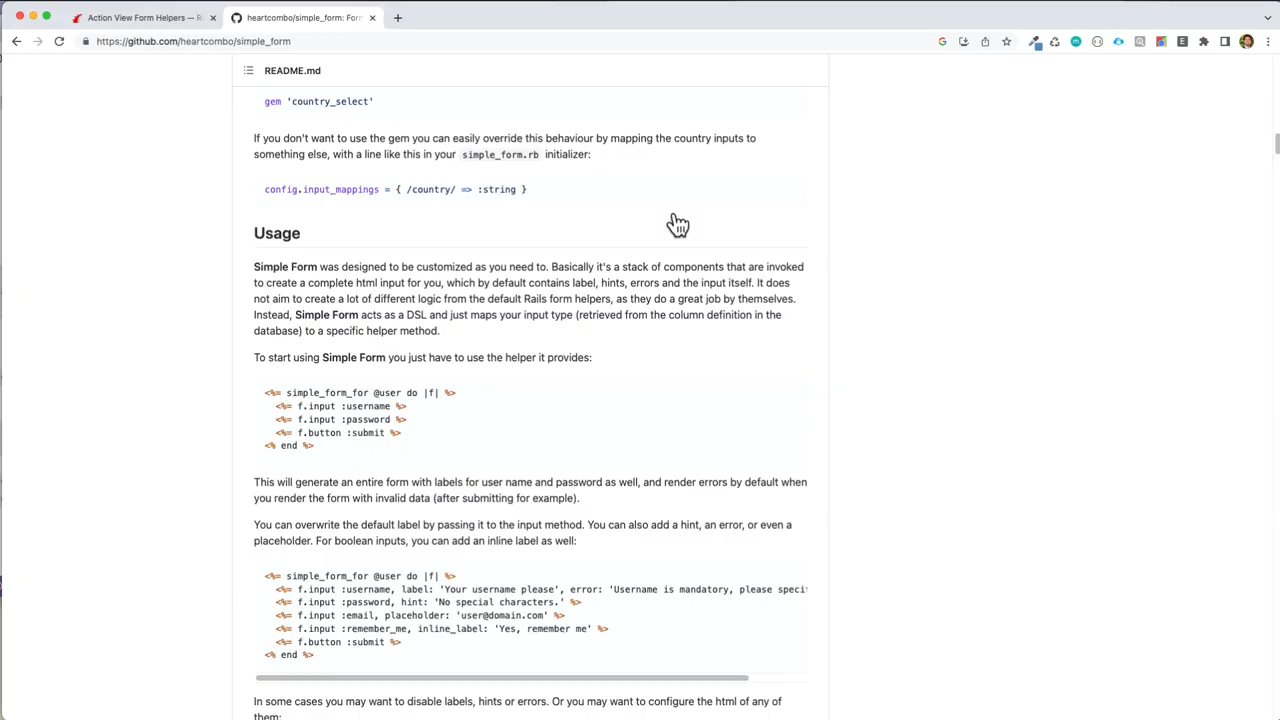 Action View Form Helpers — R
heartcombo/simple_form: Form
https://github.com/heartcombo/simple_form
README.md
gem 'country_select'
If you don't want to use the gem you can easily override this behaviour by mapping the country inputs to
something else, with a line like this in your simple_form.rb initializer:
config.input_mappings = { /country/ => :string }
Usage
Simple Form was designed to be customized as you need to. Basically it's a stack of components that are invoked
to create a complete html input for you, which by default contains label, hints, errors and the input itself. It does
not aim to create a lot of different logic from the default Rails form helpers, as they do a great job by themselves.
Instead, Simple Form acts as a DSL and just maps your input type (retrieved from the column definition in the
database) to a specific helper method.
To start using Simple Form you just have to use the helper it provides:
<%= simple_form_for @user do |f| %>
<%= f.input :username %>
<%= f.input :password %>
<%= f.button :submit %>
<% end %>
This will generate an entire form with labels for user name and password as well, and render errors by default when
you render the form with invalid data (after submitting for example).
You can overwrite the default label by passing it to the input method. You can also add a hint, an error, or even a
placeholder. For boolean inputs, you can add an inline label as well:
<%= simple_form_for @user do |f| %>
<%= f.input :username, label: 'Your username please', error: 'Username is mandatory, please specif
<%= f.input :password, hint: 'No special characters.' %>
<%= f.input :email, placeholder: 'user@domain.com' %>
<%= f.input :remember_me, inline_label: 'Yes, remember me' %>
<%= f.button :submit %>
<% end %>
In some cases you may want to disable labels, hints or errors. Or you may want to configure the html of any of
them: